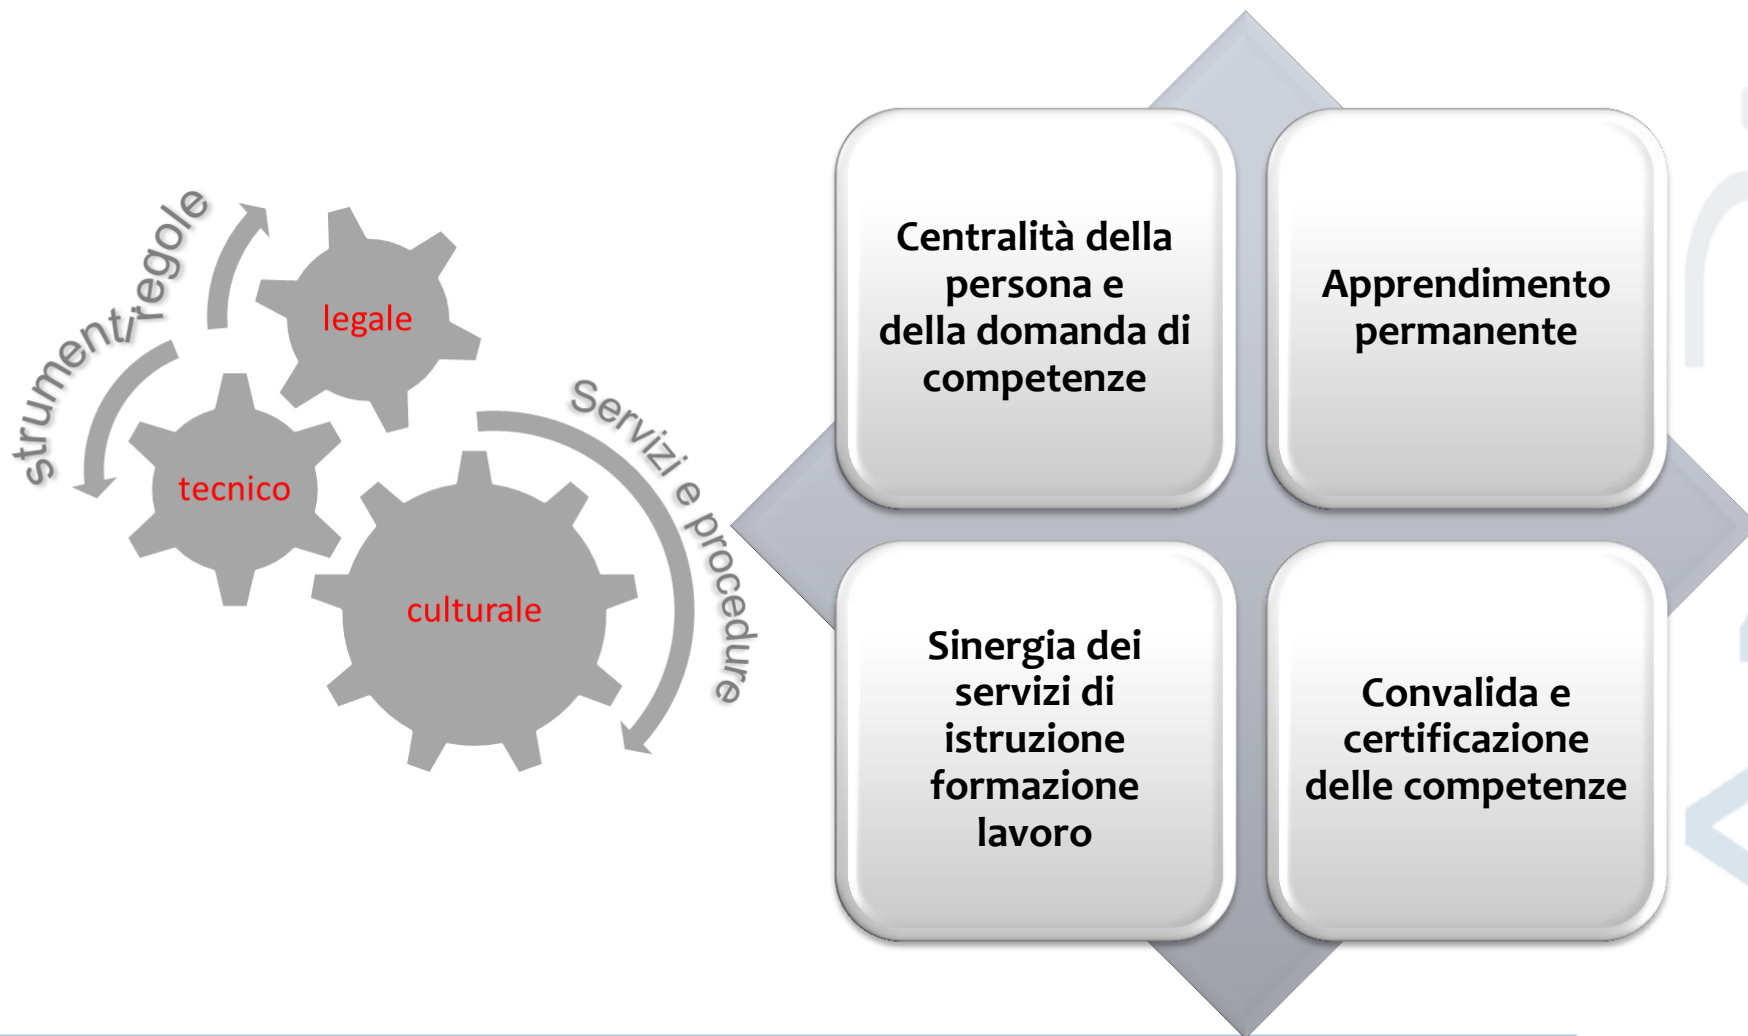 regole
strumenti
legale
tecnico
culturale
Servizi e procedure
Centralità della
persona e
della domanda di
competenze
Apprendimento
permanente
Sinergia dei
servizi di
istruzione
formazione
lavoro
Convalida e
certificazione
delle competenze